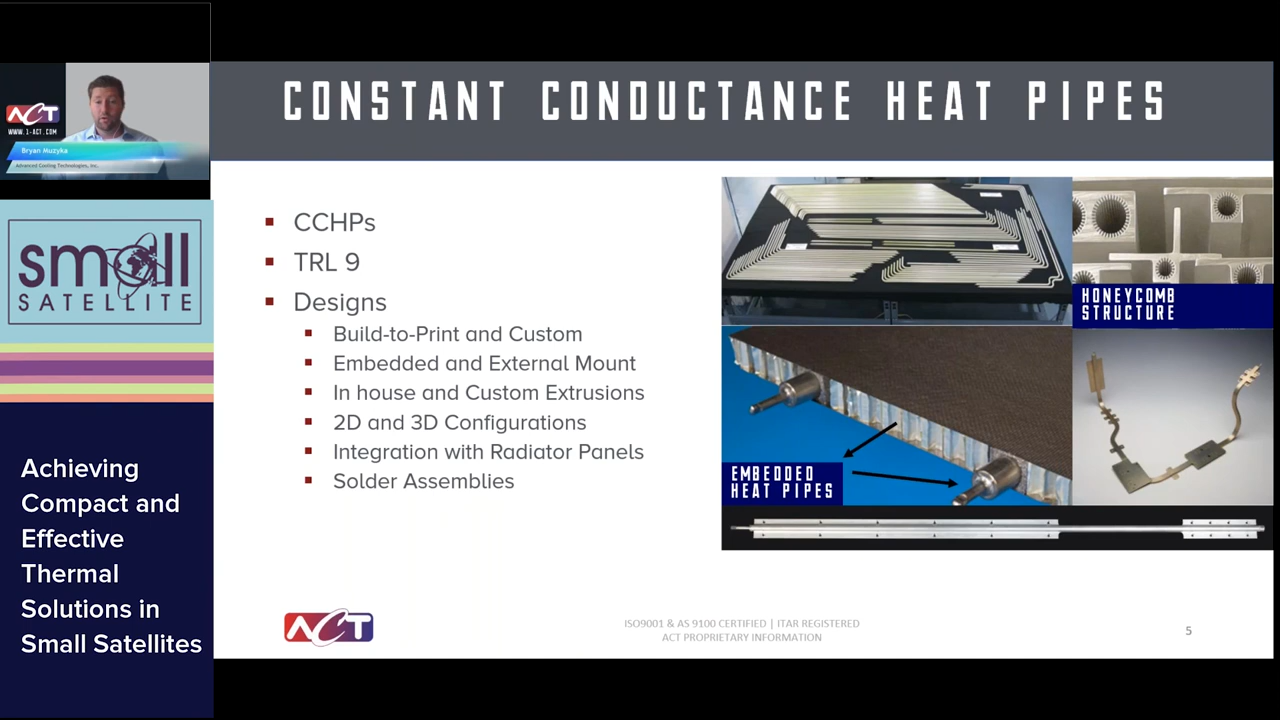 CONSTANT CONDUCTANCE HEAT PIPES
ACT
WWW.1-ACT.COM
Bryan Muzyka
Advanced Cooling Technologies, Inc.
small
SATELLITE
Achieving
Compact and
Effective
Thermal
Solutions in
Small Satellites
CCHPs
TRL 9
Designs
Build-to-Print and Custom
Embedded and External Mount
In house and Custom Extrusions
2D and 3D Configurations
Integration with Radiator Panels
Solder Assemblies
HONEYCOMB
STRUCTURE
EMBEDDED
HEAT PIPES
ACT
ISO9001 & AS 9100 CERTIFIED | ITAR REGISTERED
ACT PROPRIETARY INFORMATION
5